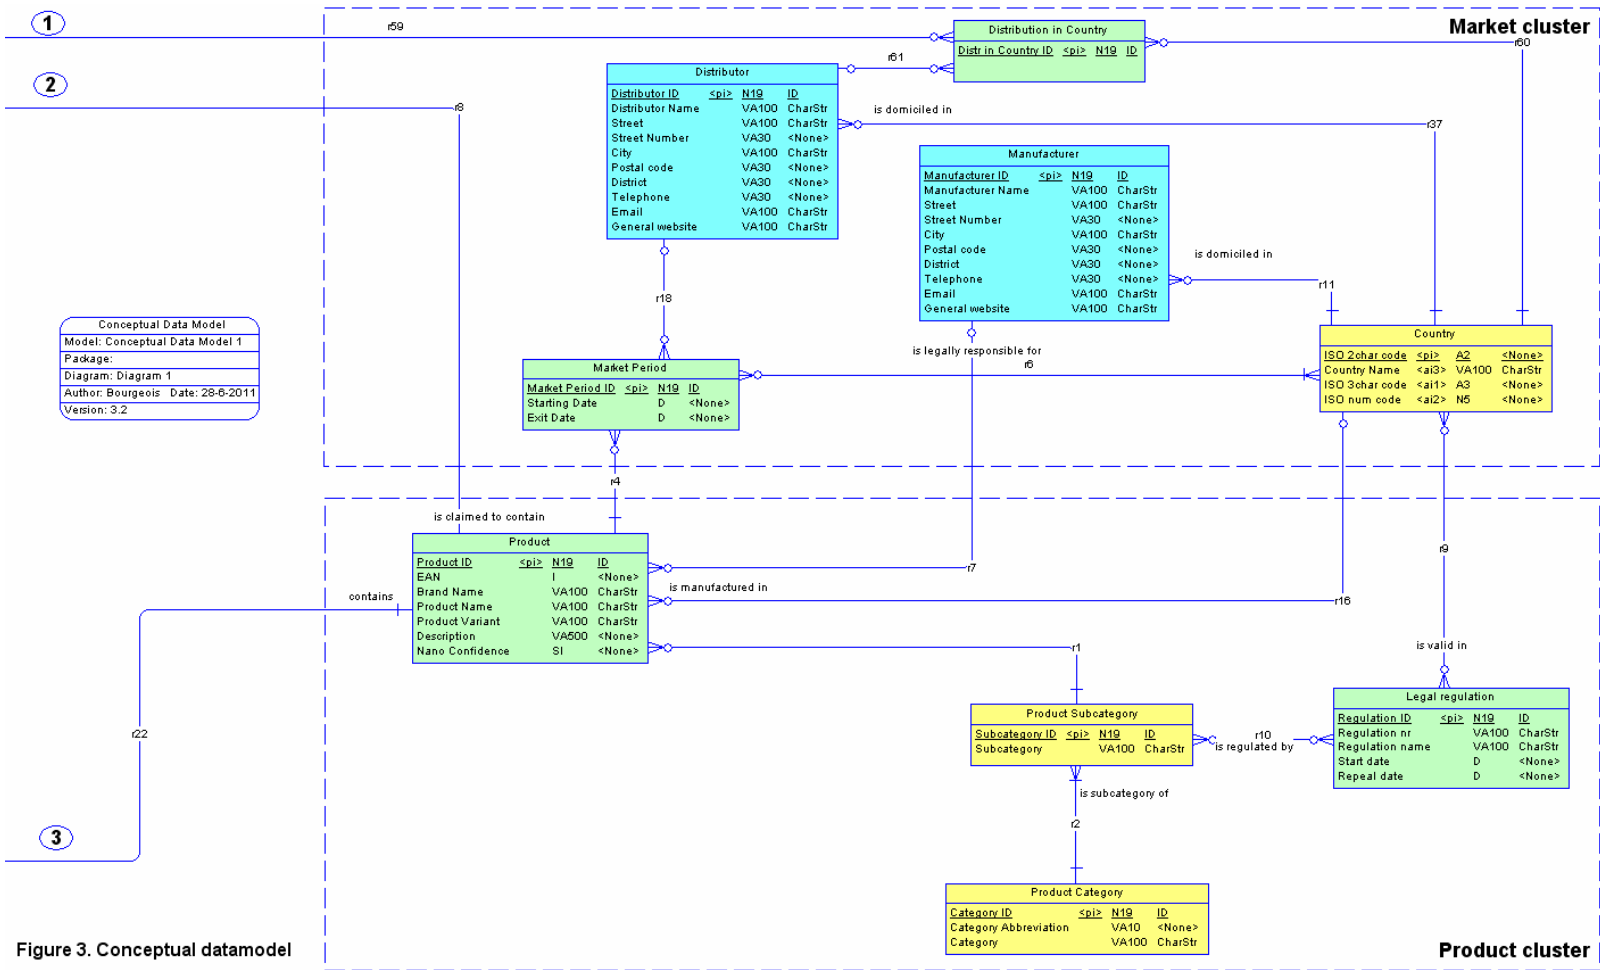 1
r59
Market cluster
Distribution in Country
Distr in Country ID <pi> N19 ID
r60
r61
2
r8
Distributor
Distributor ID <pi> N19 ID
Distributor Name VA100 CharStr
Street VA100 CharStr
Street Number VA30 <None>
City VA100 CharStr
Postal code VA30 <None>
District VA30 <None>
Telephone VA30 <None>
Email VA100 CharStr
General website VA100 CharStr
is domiciled in
r37
Manufacturer
Manufacturer ID <pi> N19 ID
Manufacturer Name VA100 CharStr
Street VA100 CharStr
Street Number VA30 <None>
City VA100 CharStr
Postal code VA30 <None>
District VA30 <None>
Telephone VA30 <None>
Email VA100 CharStr
General website VA100 CharStr
is domiciled in
r11
r18
Conceptual Data Model
Model: Conceptual Data Model 1
Package:
Diagram: Diagram 1
Author: Bourgeois Date: 28-6-2011
Version: 3.2
is legally responsible for
r6
Country
ISO 2char code <pi> A2 <None>
Country Name <ai3> VA100 CharStr
ISO 3char code <ai1> A3 <None>
ISO num code <ai2> N5 <None>
Market Period
Market Period ID <pi> N19 ID
Starting Date D <None>
Exit Date D <None>
r4
is claimed to contain
Product
Product ID <pi> N19 ID
EAN I <None>
Brand Name VA100 CharStr
Product Name VA100 CharStr
Product Variant VA100 CharStr
Description VA500 <None>
Nano Confidence SI <None>
r9
r7
is manufactured in
r16
contains
r1
is valid in
r22
Product Subcategory
Subcategory ID <pi> N19 ID
Subcategory VA100 CharStr
r10
is regulated by
Legal regulation
Regulation ID <pi> N19 ID
Regulation nr VA100 CharStr
Regulation name VA100 CharStr
Start date D <None>
Repeal date D <None>
is subcategory of
r2
3
Product Category
Category ID <pi> N19 ID
Category Abbreviation VA10 <None>
Category VA100 CharStr
Figure 3. Conceptual datamodel
Product cluster